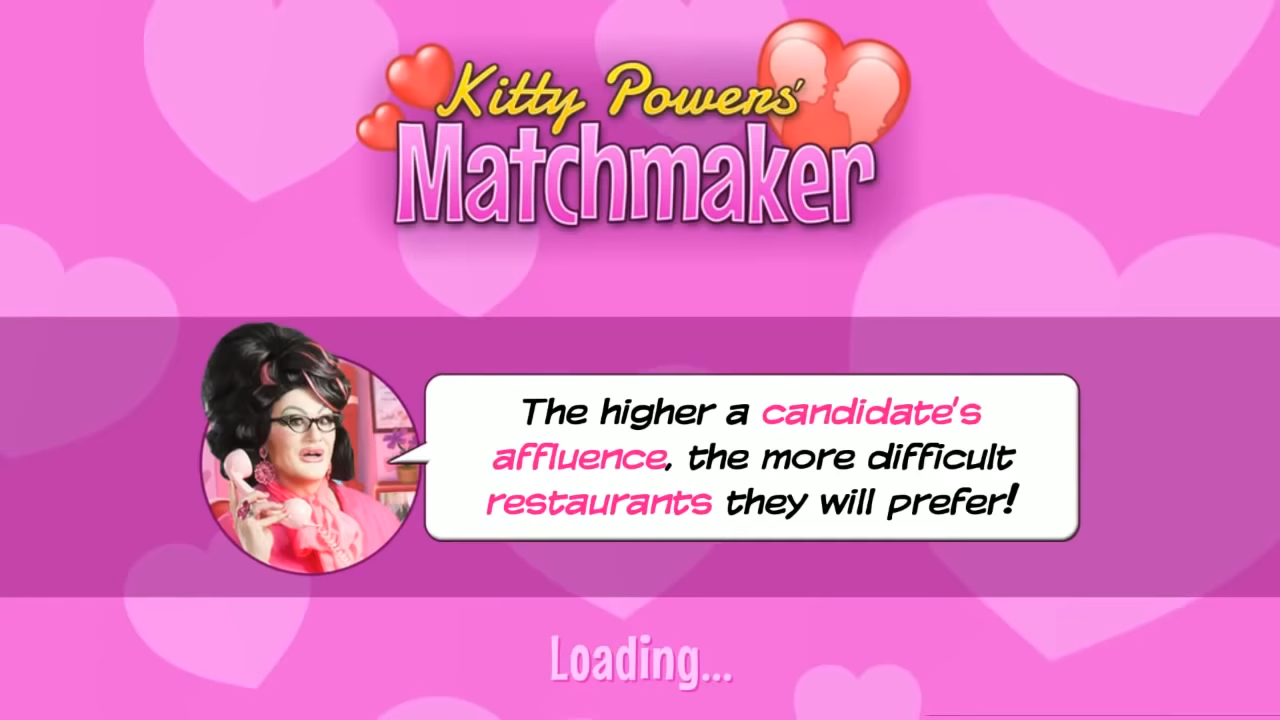 Kitty Powers'
Matchmaker
The higher a candidate's
affluence, the more difficult
restaurants they will prefer!
Loading...